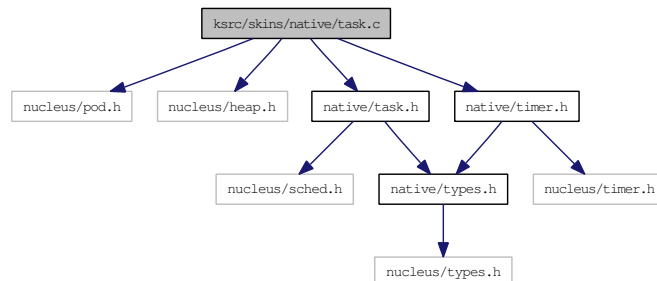 ksrc/skins/native/task.c
nucleus/pod.h
nucleus/heap.h
native/task.h
native/timer.h
nucleus/sched.h
native/types.h
nucleus/timer.h
nucleus/types.h